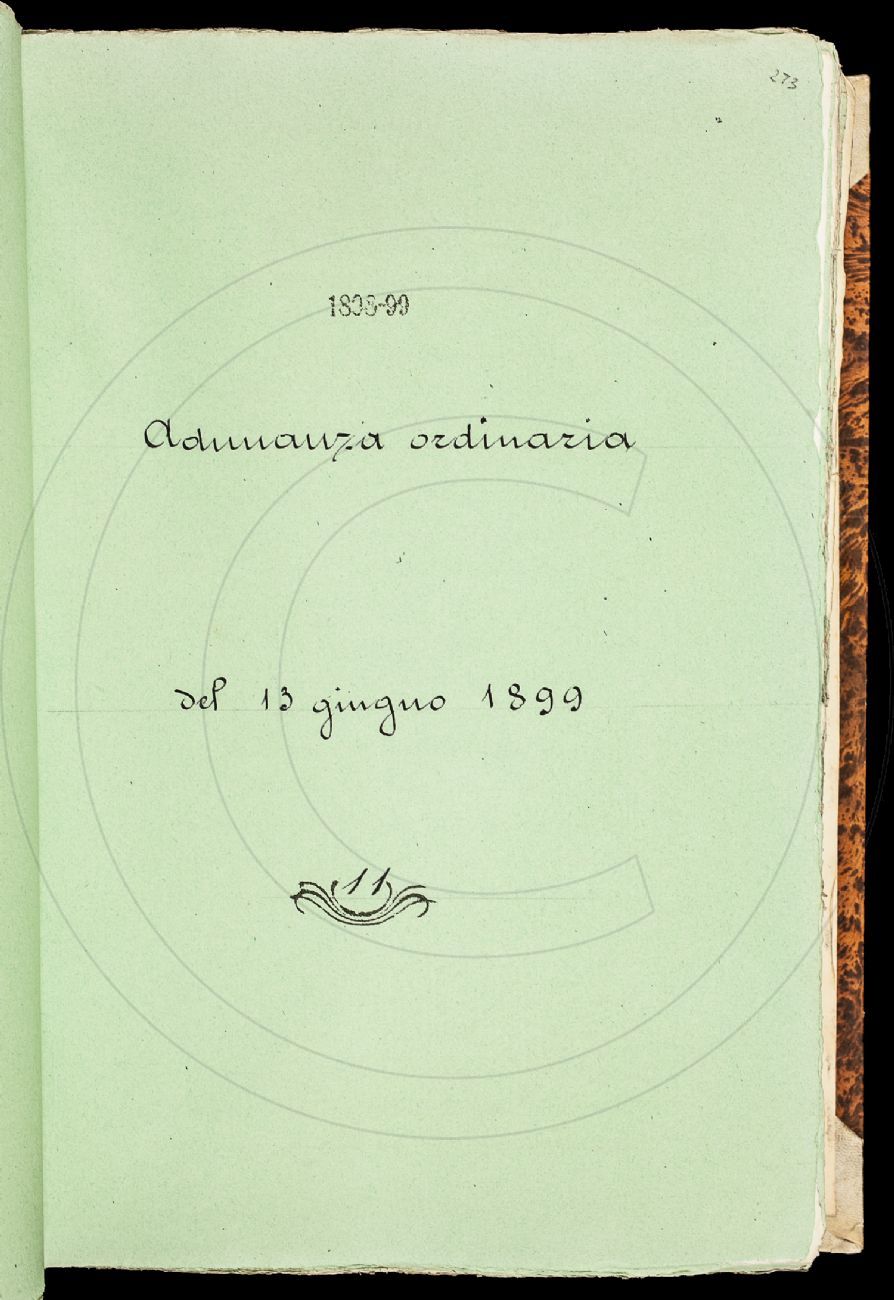 273
1898-99
Adunanza ordinaria
del 13 giugno 1899
11